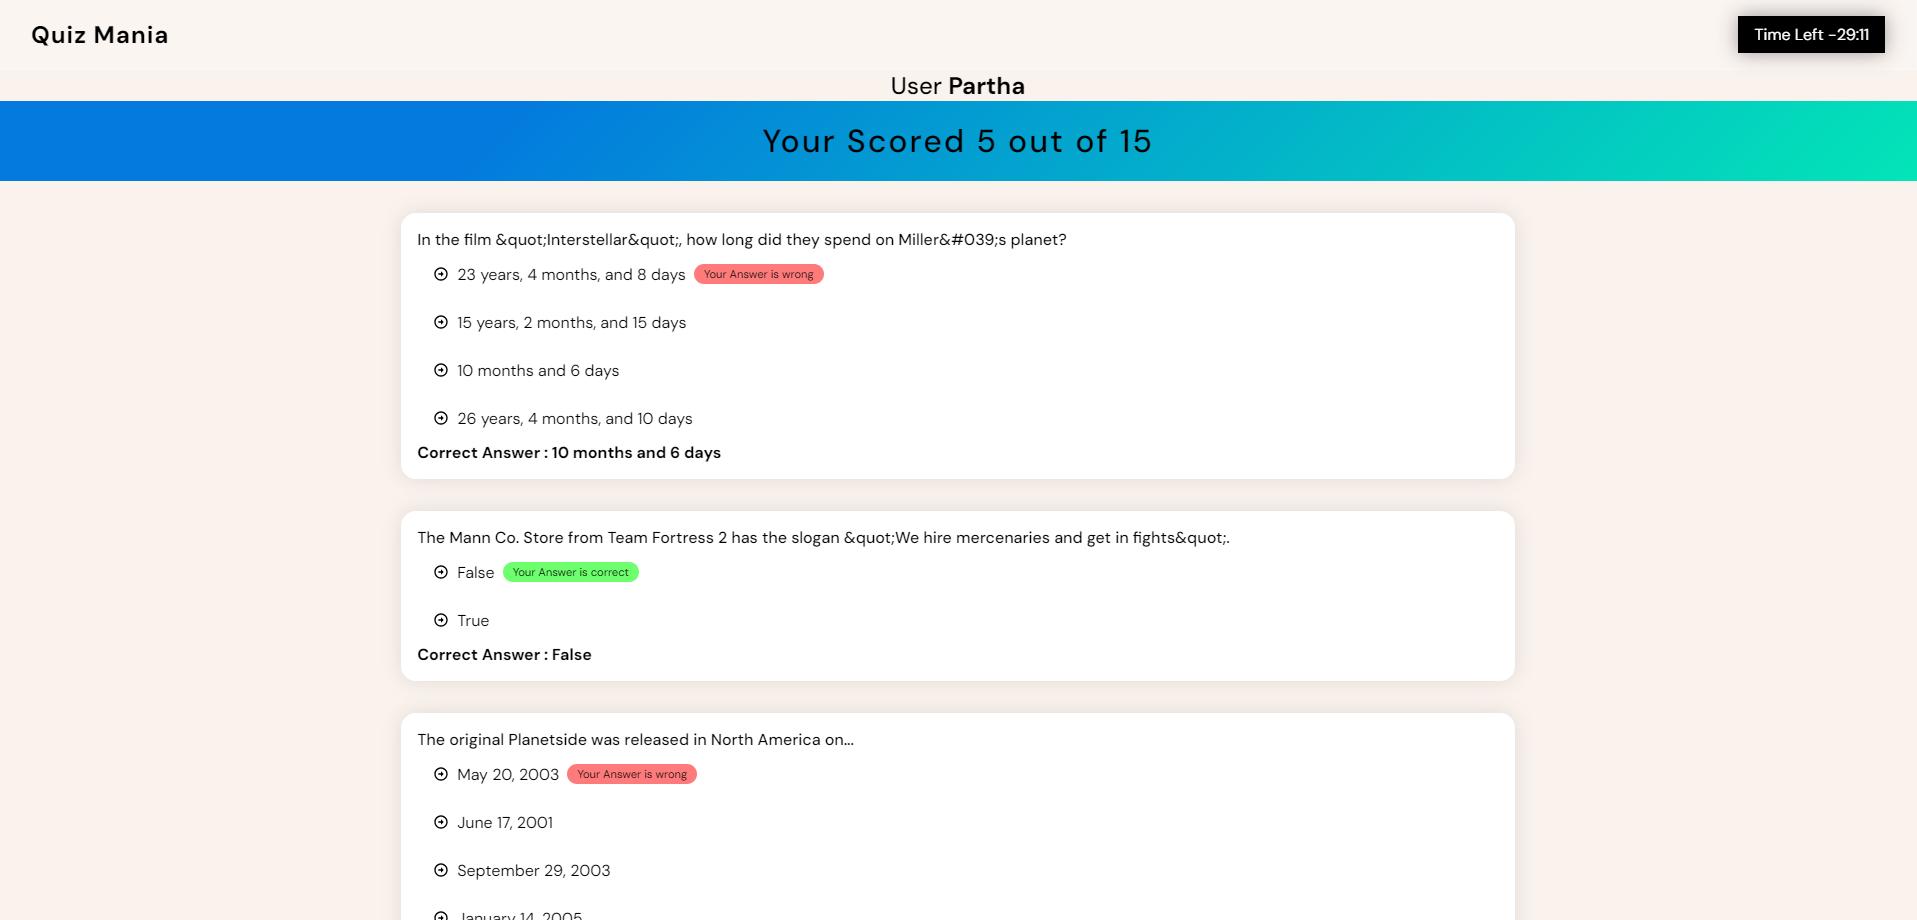 Quiz Mania
Time Left -29:11
User Partha
Your Scored 5 out of 15
In the film &quot;Interstellar&quot;, how long did they spend on Miller&#039;s planet?
23 years, 4 months, and 8 days Your Answer is wrong
15 years, 2 months, and 15 days
10 months and 6 days
26 years, 4 months, and 10 days
Correct Answer : 10 months and 6 days
The Mann Co. Store from Team Fortress 2 has the slogan &quot;We hire mercenaries and get in fights&quot;.
False Your Answer is correct
True
Correct Answer : False
The original Planetside was released in North America on...
May 20, 2003 Your Answer is wrong
June 17, 2001
September 29, 2003
January 14, 2005